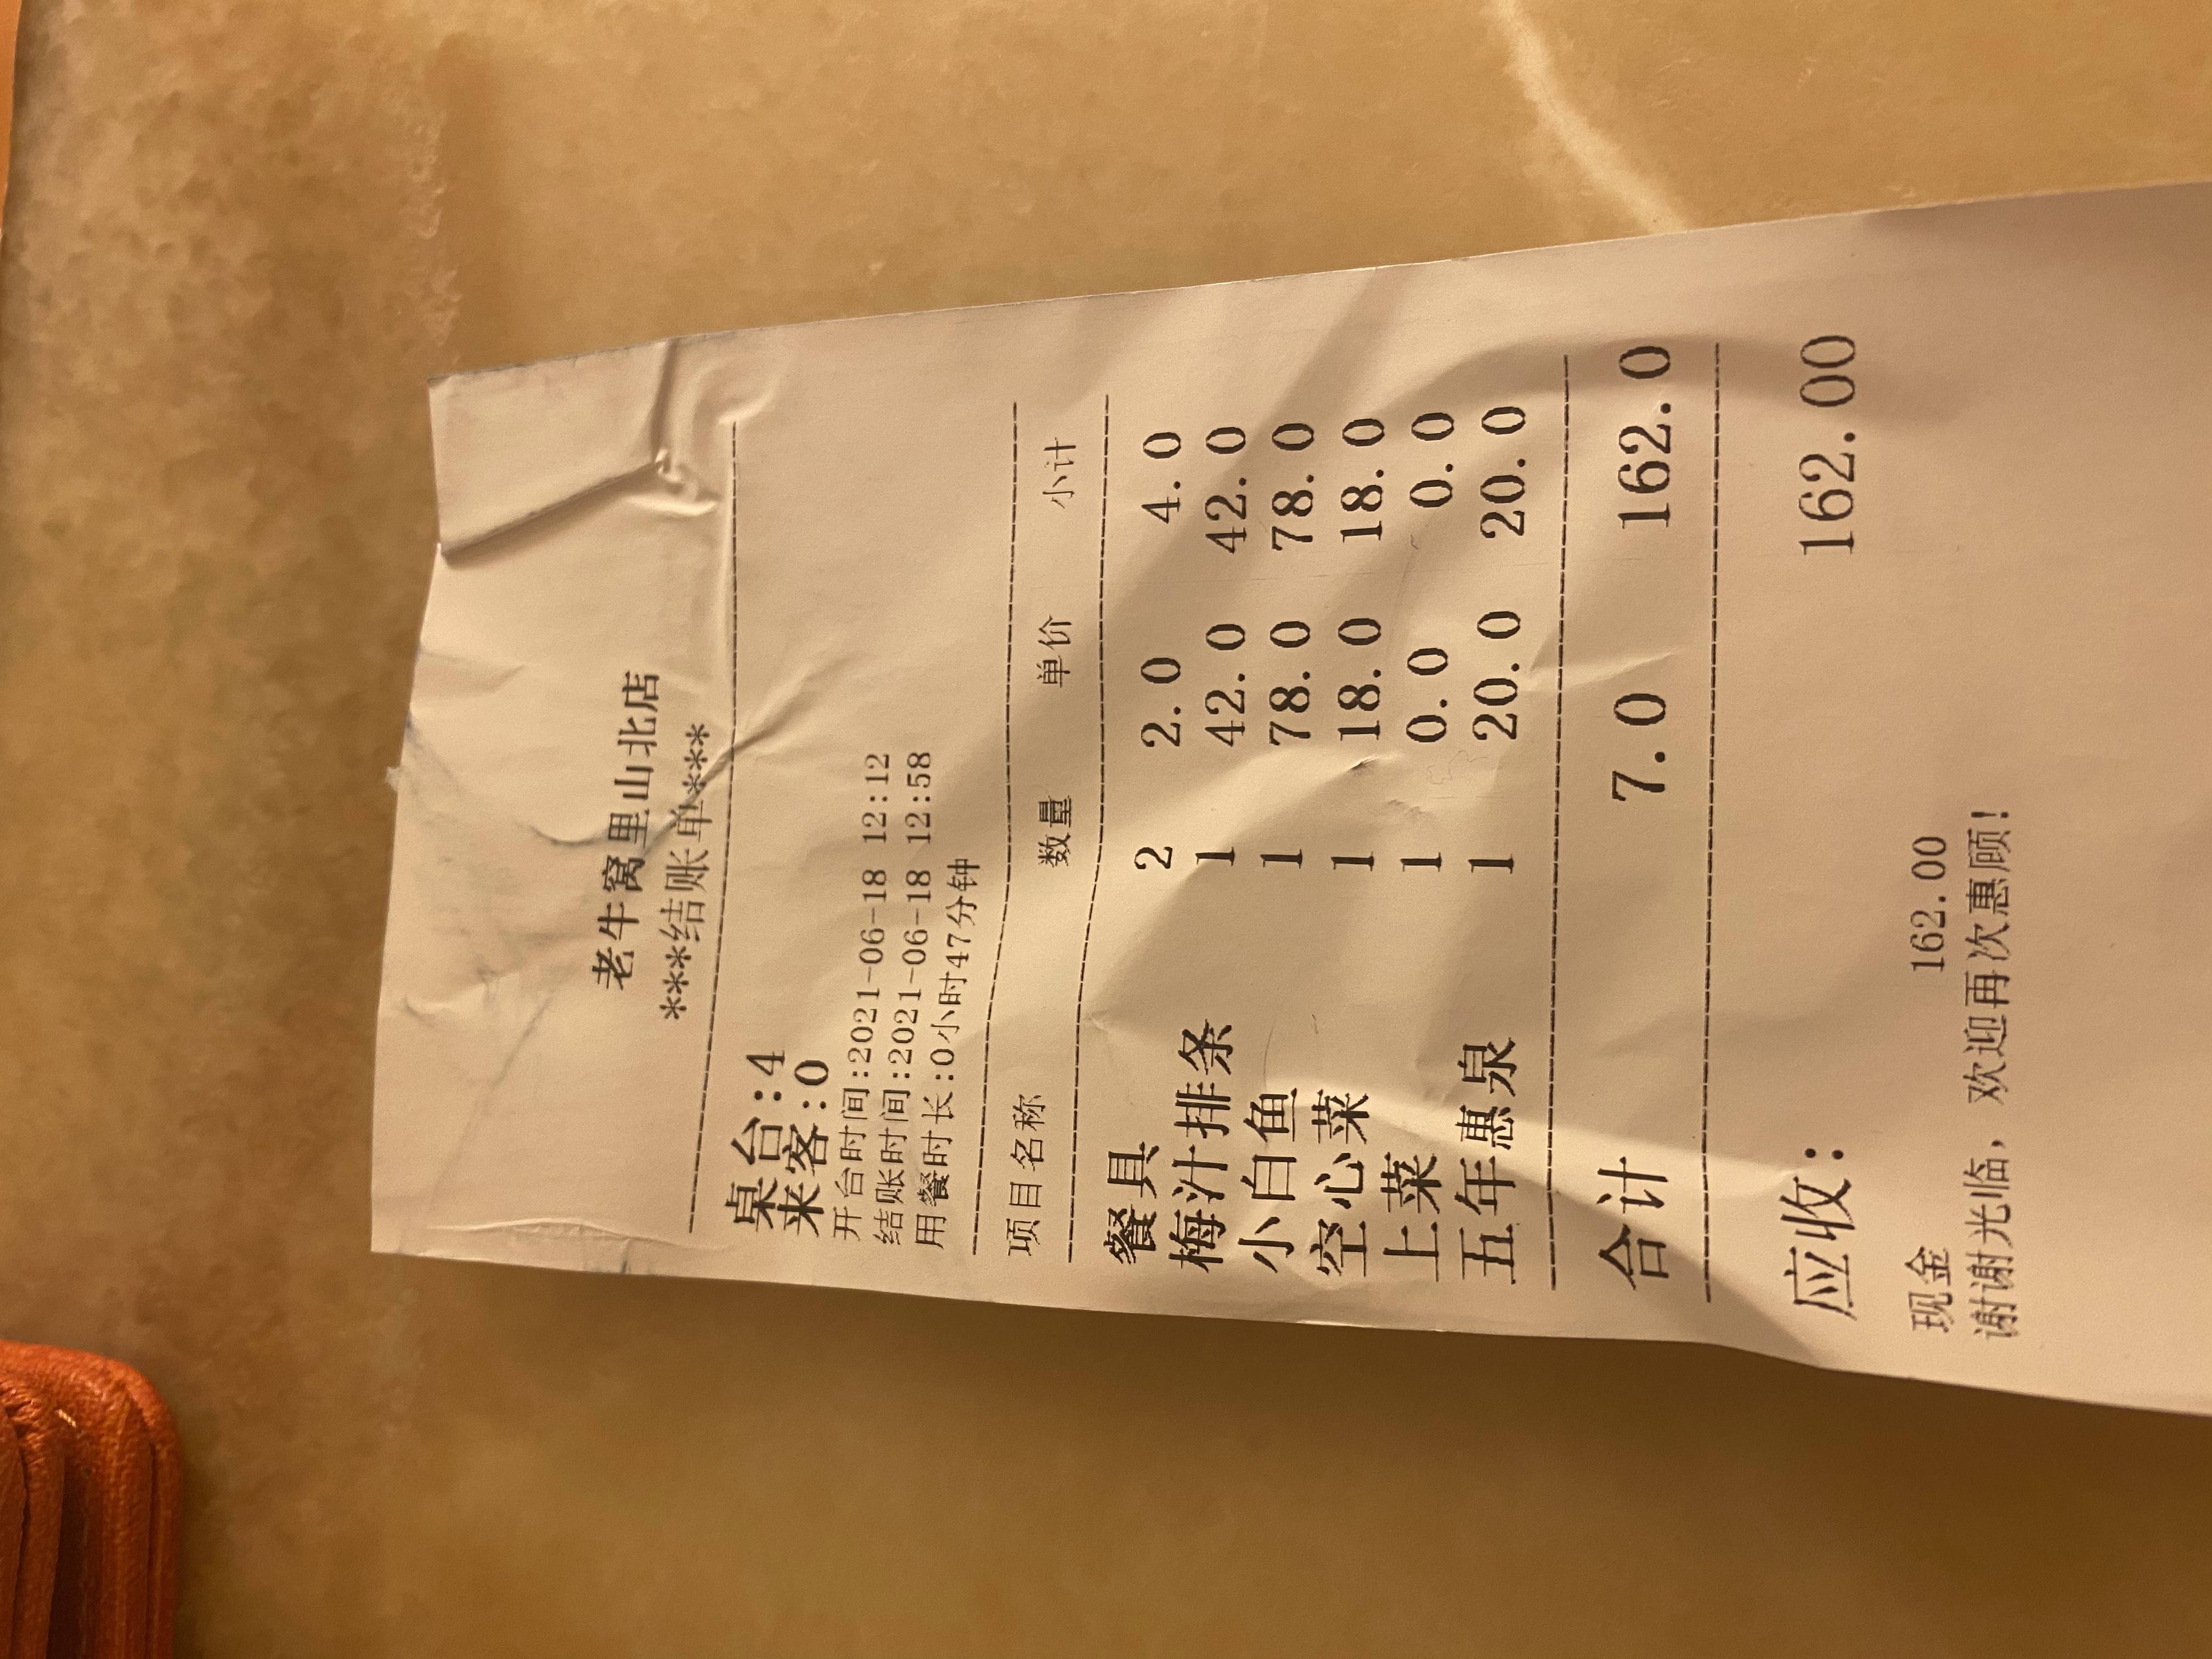 老牛窝里山北店
***结账单***
桌台:4
来客:0
开台时间:2021-06-18 12:12
结账时间:2021-06-18 12:58
用餐时长:0小时47分钟
项目名称 数量 单价 小计
餐具 2 2.0 4.0
梅汁排条 1 42.0 42.0
小白鱼 1 78.0 78.0
空心菜 1 18.0 18.0
上菜 1 0.0 0.0
五年惠泉 1 20.0 20.0
合计 7.0 162.0
应收: 162.00
现金 162.00
谢谢光临，欢迎再次惠顾!